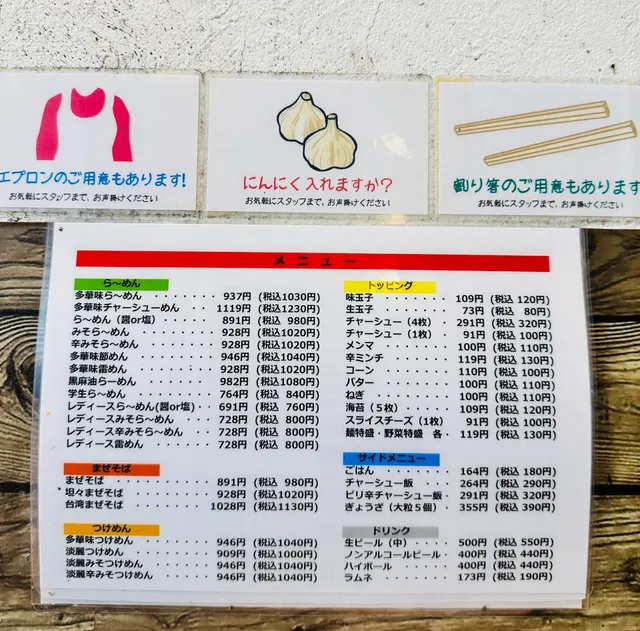 エプロンのご用意もあります!
お気軽にスタッフまで、お声掛けください
にんにく入れますか?
お気軽にスタッフまで、お声掛けください
割り箸のご用意もあります
お気軽にスタッフまで、お声掛けください
メニュー
ら～めん
多華味ら～めん ・・・・・・・ 937円 (税込1030円)
多華味チャーシューめん ・・・ 1119円 (税込1230円)
ら～めん（醤or塩） ・・・・・ 891円 (税込 980円)
みそら～めん ・・・・・・・・ 928円 (税込1020円)
辛みそら～めん ・・・・・・・ 928円 (税込1020円)
多華味節めん ・・・・・・・・ 946円 (税込1040円)
多華味雷めん ・・・・・・・・ 928円 (税込1020円)
黒麻油らーめん ・・・・・・・ 982円 (税込1080円)
学生ら～めん ・・・・・・・・ 764円 (税込 840円)
レディースら～めん(醤or塩)・・ 691円 (税込 760円)
レディースみそら～めん ・・・ 728円 (税込 800円)
レディース辛みそら～めん ・・ 728円 (税込 800円)
レディース雷めん ・・・・・・ 728円 (税込 800円)
まぜそば
まぜそば ・・・・・・・・・・ 891円 (税込 980円)
坦々まぜそば ・・・・・・・・ 928円 (税込1020円)
台湾まぜそば ・・・・・・・・ 1028円 (税込1130円)
つけめん
多華味つけめん ・・・・・・・ 946円 (税込1040円)
淡麗つけめん ・・・・・・・・ 909円 (税込1000円)
淡麗みそつけめん ・・・・・・ 946円 (税込1040円)
淡麗辛みそつけめん ・・・・・ 946円 (税込1040円)
トッピング
味玉子 ・・・・・・・ 109円 (税込 120円)
生玉子 ・・・・・・・ 73円 (税込 80円)
チャーシュー（4枚） ・ 291円 (税込 320円)
チャーシュー（1枚） ・ 91円 (税込 100円)
メンマ ・・・・・・・ 100円 (税込 110円)
辛ミンチ ・・・・・・ 119円 (税込 130円)
コーン ・・・・・・・ 110円 (税込 100円)
バター ・・・・・・・ 100円 (税込 110円)
ねぎ ・・・・・・・・ 100円 (税込 110円)
海苔（５枚） ・・・・ 109円 (税込 120円)
スライスチーズ（1枚） 91円 (税込 100円)
麺特盛・野菜特盛 各・ 119円 (税込 130円)
サイドメニュー
ごはん ・・・・・・・ 164円 (税込 180円)
チャーシュー飯 ・・・ 264円 (税込 290円)
ピリ辛チャーシュー飯・ 291円 (税込 320円)
ぎょうざ（大粒５個） ・ 355円 (税込 390円)
ドリンク
生ビール（中） ・・・ 500円 (税込 550円)
ノンアルコールビール・ 400円 (税込 440円)
ハイボール ・・・・・ 400円 (税込 440円)
ラムネ ・・・・・・・ 173円 (税込 190円)